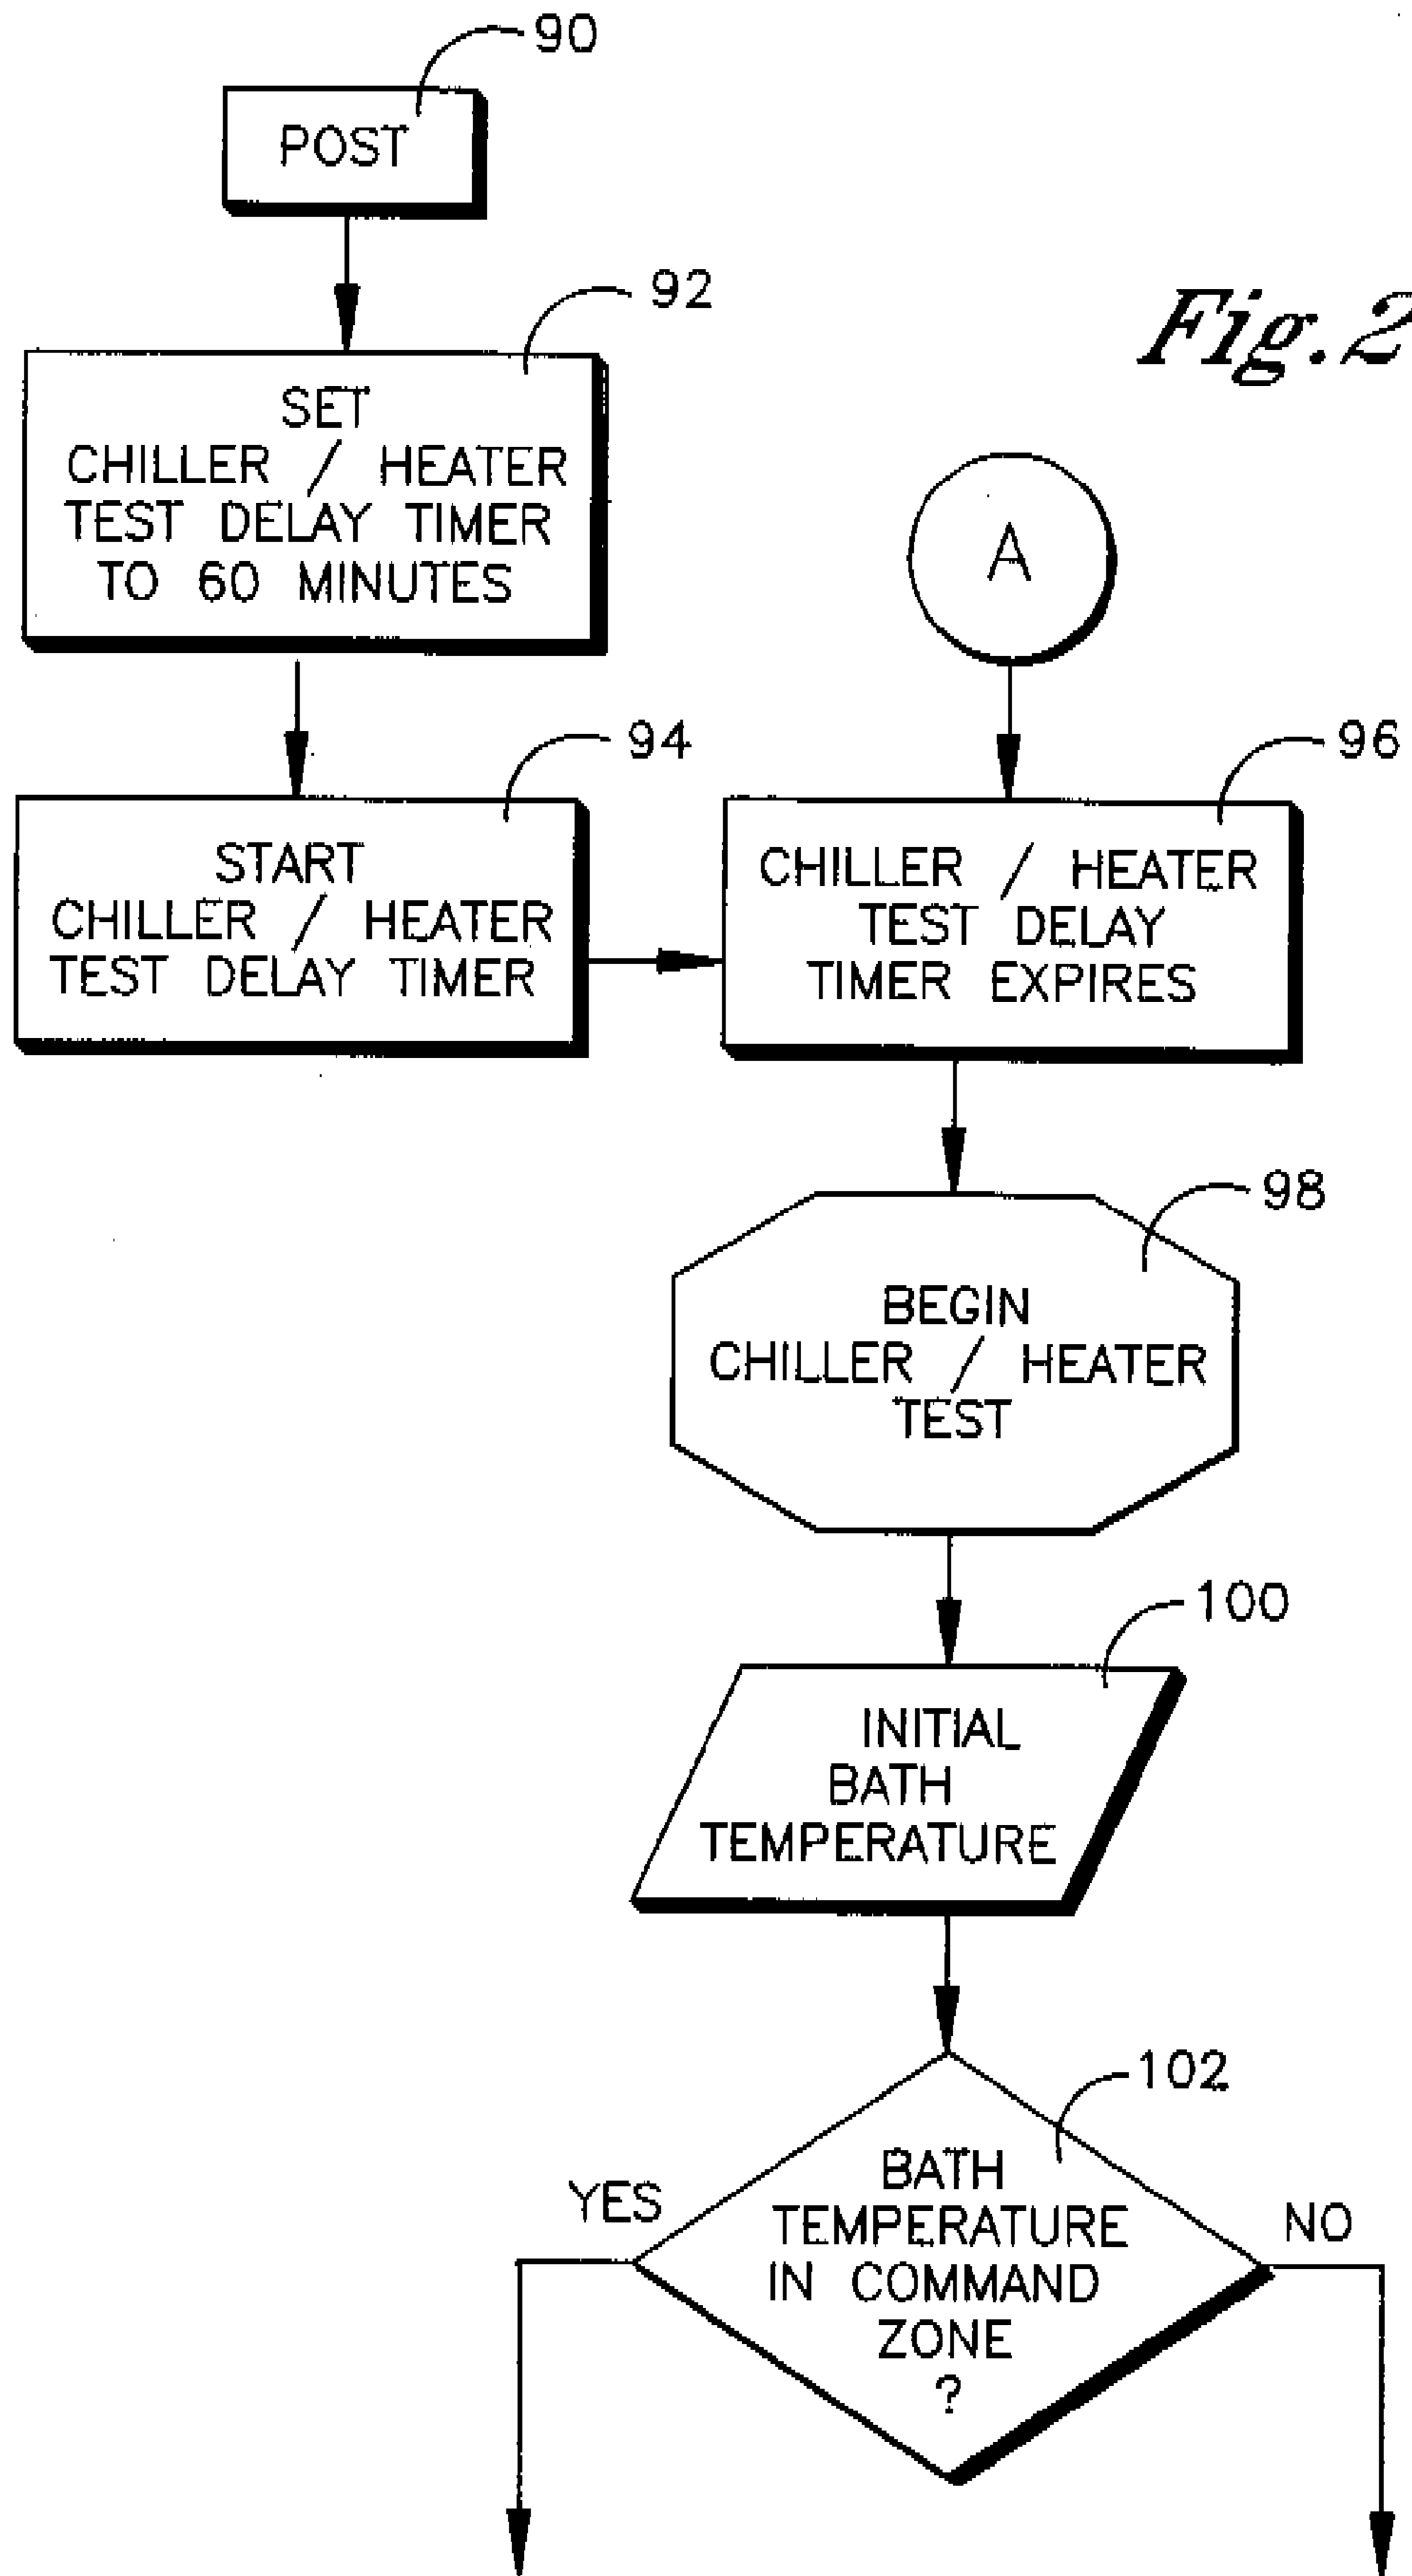 90
POST
92
Fig. 2
SET
CHILLER / HEATER
TEST DELAY TIMER
TO 60 MINUTES
A
94
START
CHILLER / HEATER
TEST DELAY TIMER
96
CHILLER / HEATER
TEST DELAY
TIMER EXPIRES
98
BEGIN
CHILLER / HEATER
TEST
100
INITIAL
BATH
TEMPERATURE
102
BATH
TEMPERATURE
IN COMMAND
ZONE
?
YES
NO